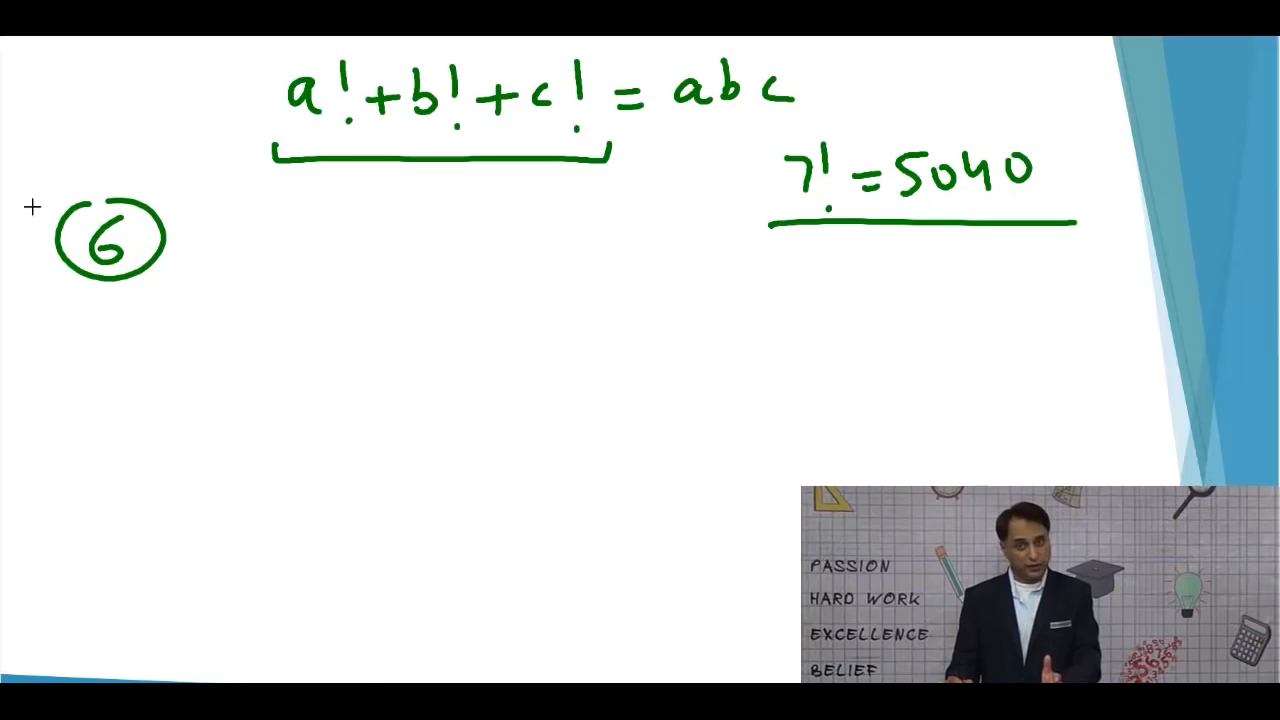 a! + b! + c! = abc
7! = 5040
6
PASSION
HARD WORK
EXCELLENCE
BELIEF